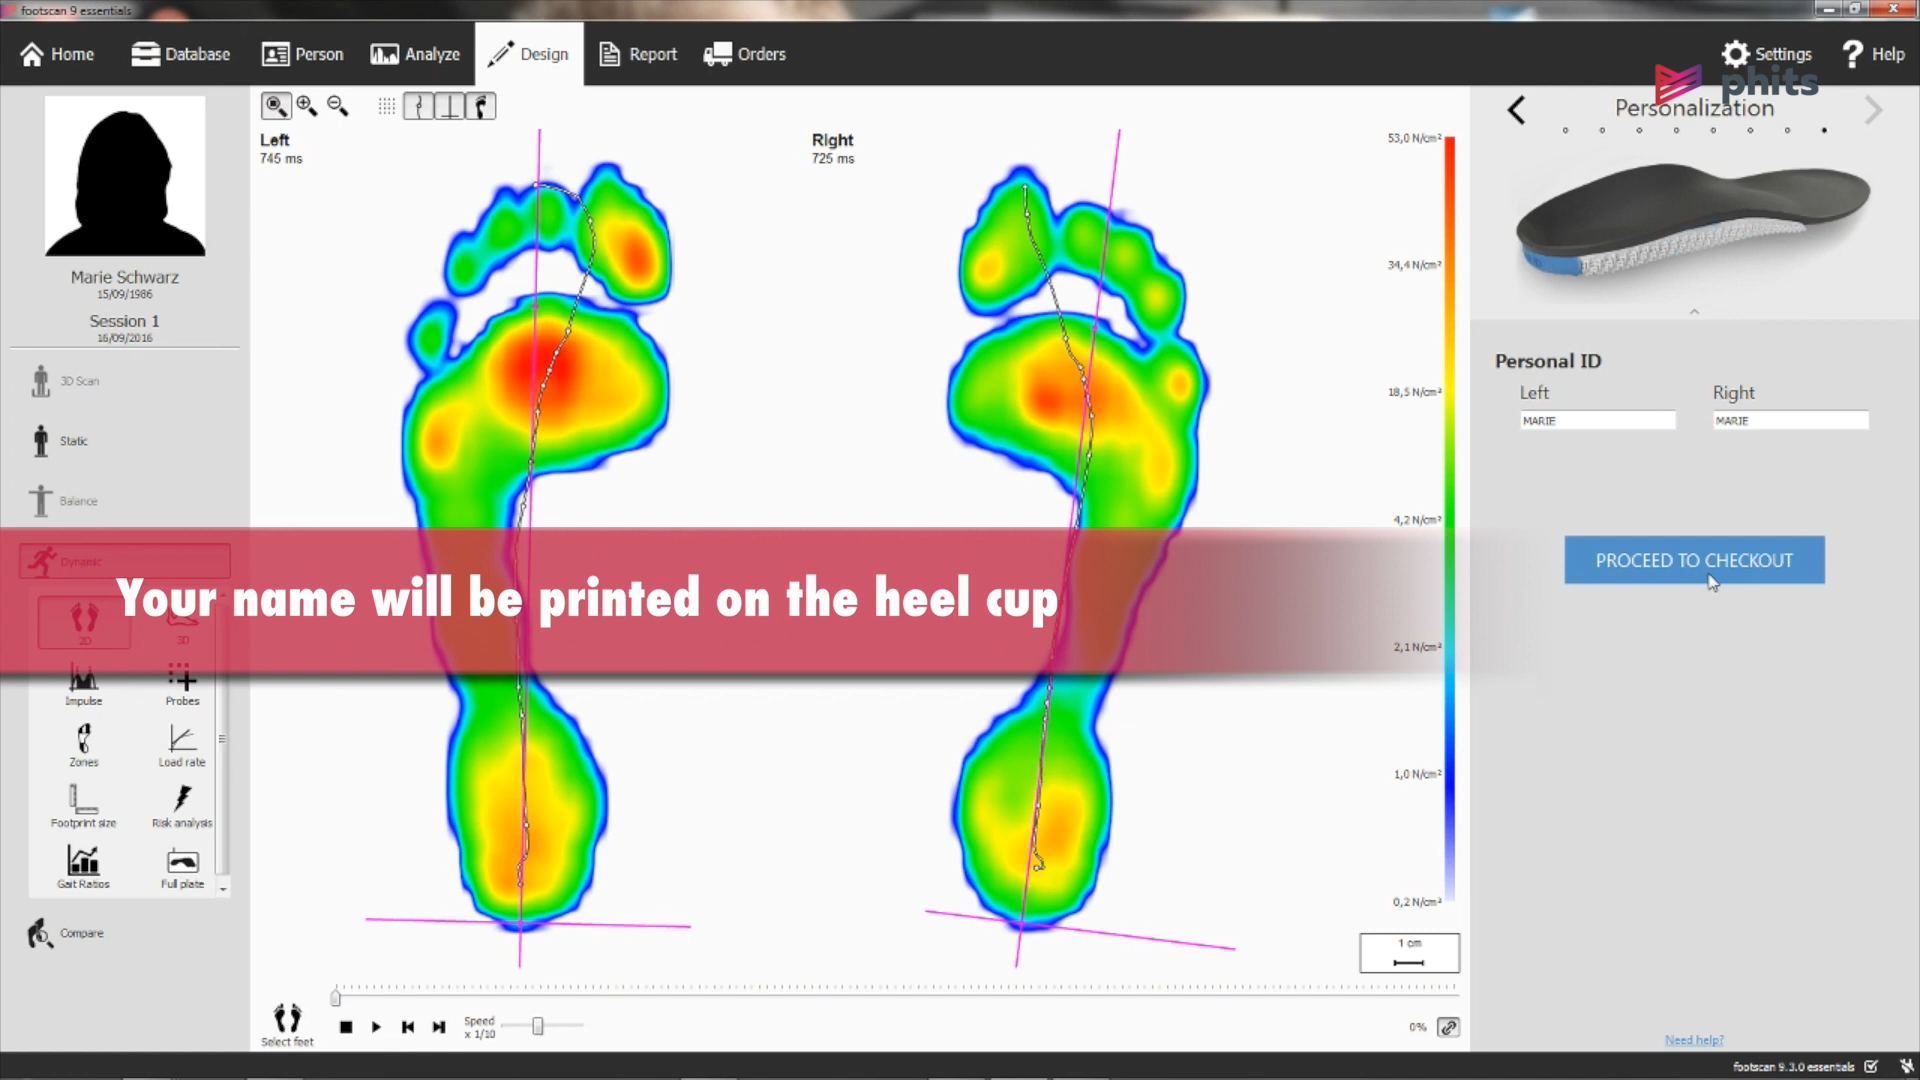 footscan 9 essentials
Home
Database
Person
Analyze
Design
Report
Orders
Settings
Help
phits
Marie Schwarz
15/09/1986
Session 1
16/09/2016
3D Scan
Static
Balance
Dynamic
2D
3D
Impulse
Probes
Zones
Load rate
Footprint size
Risk analysis
Gait Ratios
Full plate
Compare
Left
745 ms
Right
725 ms
53,0 N/cm²
34,4 N/cm²
18,5 N/cm²
4,2 N/cm²
2,1 N/cm²
1,0 N/cm²
0,2 N/cm²
1 cm
Your name will be printed on the heel cup
Select feet
Speed
x 1/10
0%
Personalization
Personal ID
Left
Right
MARIE
MARIE
PROCEED TO CHECKOUT
Need help?
footscan 9.3.0 essentials